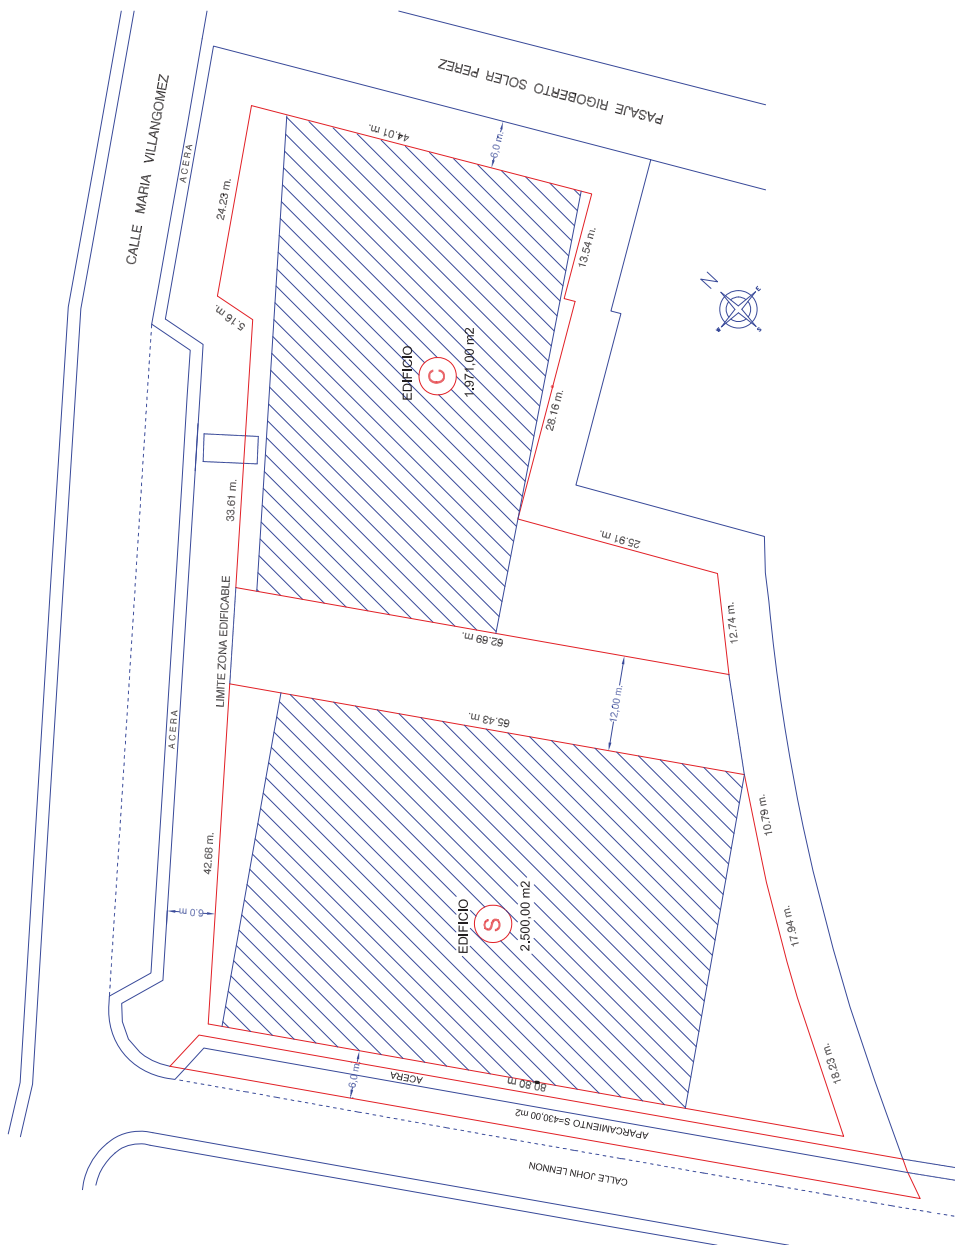 PASAJE RIGOBERTO SOLER PEREZ
CALLE MARIA VILLANGOMEZ
ACERA
44.01 m.
6,0 m.
24.23 m.
5.16 m.
13.54 m.
N
E
S
EDIFICIO
C
1.971,00 m2
28.16 m.
33.61 m.
25.91 m.
LIMITE ZONA EDIFICABLE
12.74 m.
62.69 m.
12,00 m.
65.43 m.
ACERA
10.79 m.
42.68 m.
6.0 m
EDIFICIO
S
2.500,00 m2
17.94 m.
18.23 m.
6,0 m.
ACERA
80.80 m
APARCAMIENTO S=430,00 m2
CALLE JOHN LENNON